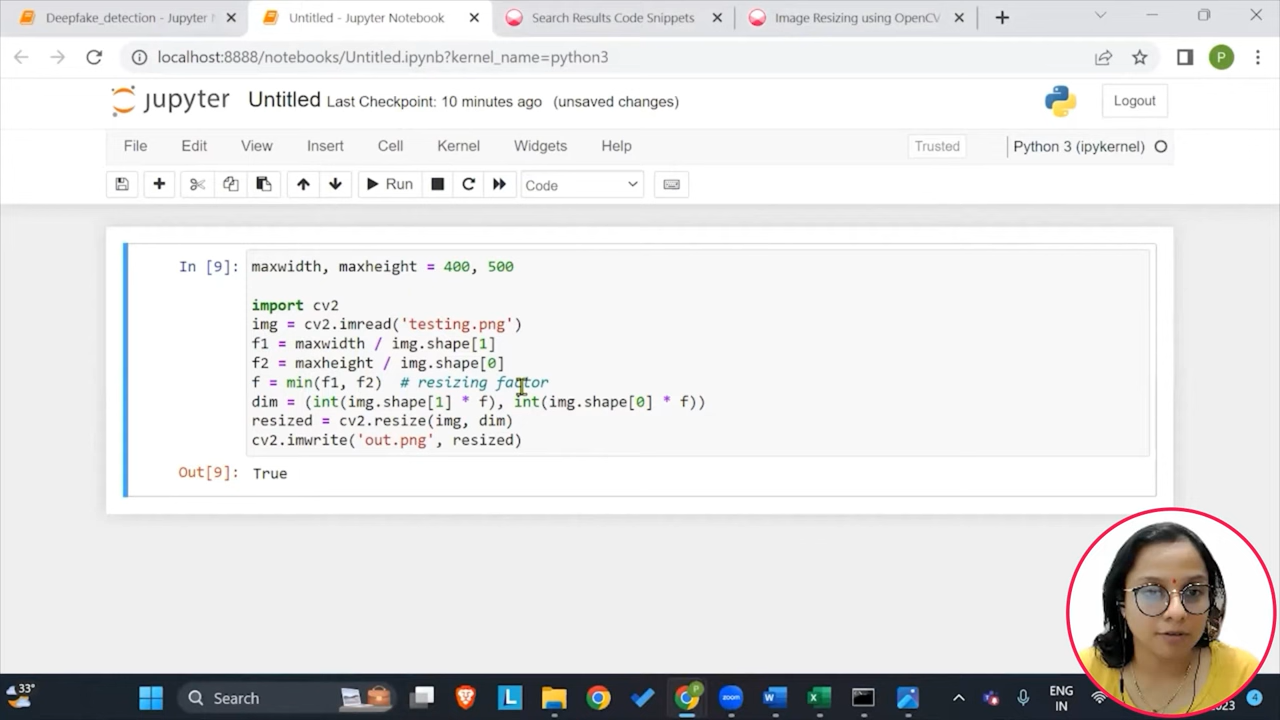 Deepfake_detection - Jupyter N
Untitled - Jupyter Notebook
Search Results Code Snippets
Image Resizing using OpenCV
localhost:8888/notebooks/Untitled.ipynb?kernel_name=python3
P
jupyter Untitled Last Checkpoint: 10 minutes ago (unsaved changes)
Logout
File Edit View Insert Cell Kernel Widgets Help
Trusted
Python 3 (ipykernel)
Run
Code
In [9]: maxwidth, maxheight = 400, 500
import cv2
img = cv2.imread('testing.png')
f1 = maxwidth / img.shape[1]
f2 = maxheight / img.shape[0]
f = min(f1, f2)  # resizing factor
dim = (int(img.shape[1] * f), int(img.shape[0] * f))
resized = cv2.resize(img, dim)
cv2.imwrite('out.png', resized)
Out[9]: True
33°
Search
L
P
zoom
W
X
ENG
IN
2023
4